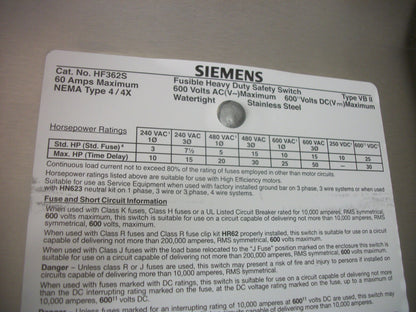 SIEMENS
Cat. No. HF362S
60 Amps Maximum
NEMA Type 4 / 4X
Fusible Heavy Duty Safety Switch
600 Volts AC(V~)Maximum 600 Volts DC(V⎓)Maximum
Type VB II
Watertight Stainless Steel
Horsepower Ratings 240 VAC 240 VAC 480 VAC 480 VAC 600 VAC 600 VAC 250 VDC 600 VDC
1Ø 3Ø 1Ø 3Ø 1Ø 3Ø
Std. HP (Std. Fuse) 3 7½ 5 15 10 15
Max. HP (Time Delay) 10 15 20 30 25 50 — 30
Continuous load current not to exceed 80% of the rating of fuses employed in other than motor circuits
Horsepower ratings listed above are suitable for use with High Efficiency motors.
Suitable for use as Service Equipment when used with factory installed ground bar on 3 phase, 3 wire systems or when used
with HN623 neutral kit on 1 phase, 3 wire or 3 phase, 4 wire systems.
Fuse and Short Circuit Information
When used with Class K fuses, Class H fuses or a UL Listed Circuit Breaker rated for 10,000 amperes, RMS symmetrical,
600 volts maximum, this switch is suitable for use on a circuit capable of delivering not more than 10,000 amperes, RMS
symmetrical, 600 volts, maximum.
When used with Class R fuses and Class R fuse clip kit HR62 properly installed, this switch is suitable for use on a circuit
capable of delivering not more than 200,000 amperes, RMS symmetrical, 600 volts, maximum.
When used with Class J fuses with the load base relocated to the "J Fuse" position marked on the enclosure this switch is
suitable for use on a circuit capable of delivering not more than 200,000 amperes, RMS symmetrical, 600 volts maximum.
Danger – Unless class R or J fuses are used, this switch may present a risk of fire and injury to persons if installed on
circuits capable of delivering more than 10,000 amperes, RMS symmetrical.
When used with fuses marked with DC ratings, this switch is suitable for use on a circuit capable of delivering not more
than the DC interrupting rating marked on the fuse, at the DC voltage rating marked on the fuse, up to a maximum of
10,000 amperes, 600†† volts DC.
Danger - Unless fuses marked for an interrupting rating of 10,000 amperes at 600†† volts DC are used, this switch may